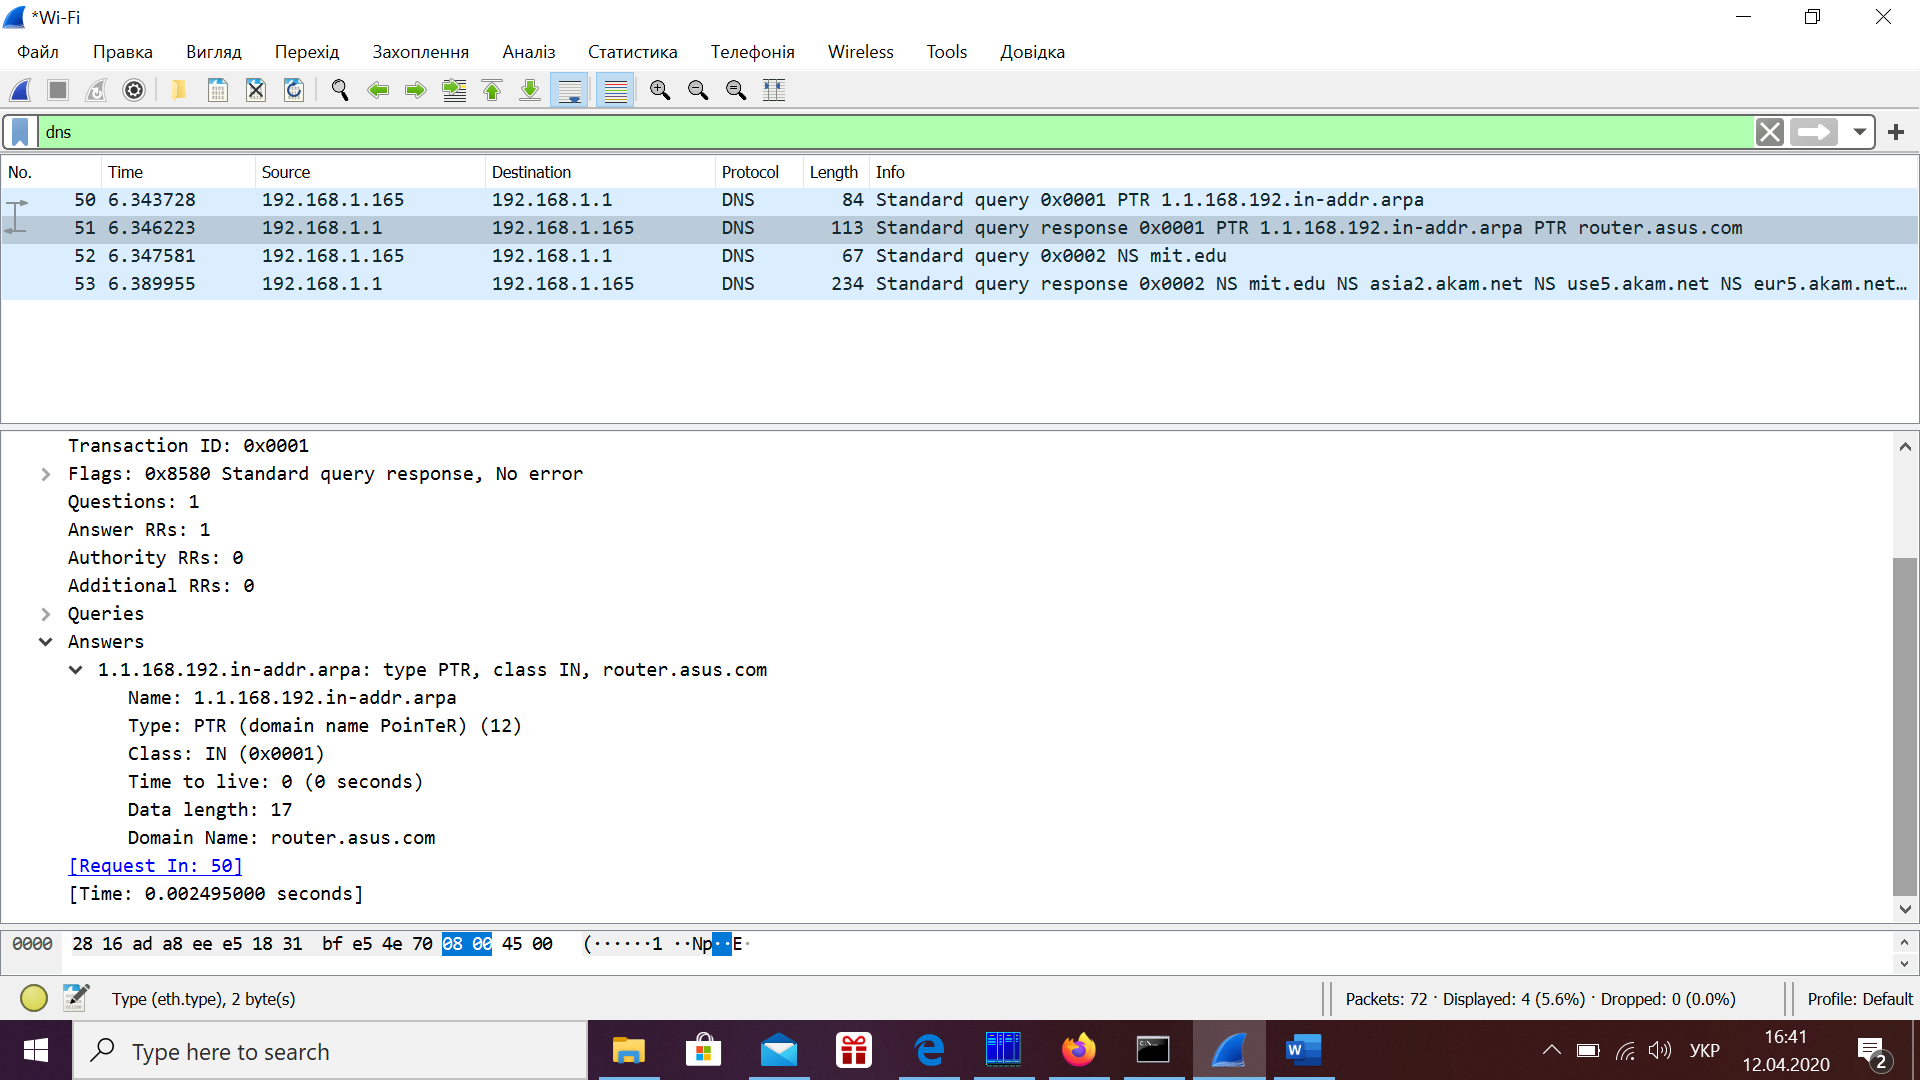 *Wi-Fi
Файл Правка Вигляд Перехід Захоплення Аналіз Статистика Телефонія Wireless Tools Довідка
dns
No. Time Source Destination Protocol Length Info
50 6.343728 192.168.1.165 192.168.1.1 DNS 84 Standard query 0x0001 PTR 1.1.168.192.in-addr.arpa
51 6.346223 192.168.1.1 192.168.1.165 DNS 113 Standard query response 0x0001 PTR 1.1.168.192.in-addr.arpa PTR router.asus.com
52 6.347581 192.168.1.165 192.168.1.1 DNS 67 Standard query 0x0002 NS mit.edu
53 6.389955 192.168.1.1 192.168.1.165 DNS 234 Standard query response 0x0002 NS mit.edu NS asia2.akam.net NS use5.akam.net NS eur5.akam.net…
Transaction ID: 0x0001
Flags: 0x8580 Standard query response, No error
Questions: 1
Answer RRs: 1
Authority RRs: 0
Additional RRs: 0
Queries
Answers
1.1.168.192.in-addr.arpa: type PTR, class IN, router.asus.com
Name: 1.1.168.192.in-addr.arpa
Type: PTR (domain name PoinTeR) (12)
Class: IN (0x0001)
Time to live: 0 (0 seconds)
Data length: 17
Domain Name: router.asus.com
[Request In: 50]
[Time: 0.002495000 seconds]
0000 28 16 ad a8 ee e5 18 31 bf e5 4e 70 08 00 45 00 (······1 ··Np··E·
Type (eth.type), 2 byte(s)
Packets: 72 · Displayed: 4 (5.6%) · Dropped: 0 (0.0%)
Profile: Default
Type here to search
УКР
16:41
12.04.2020
2